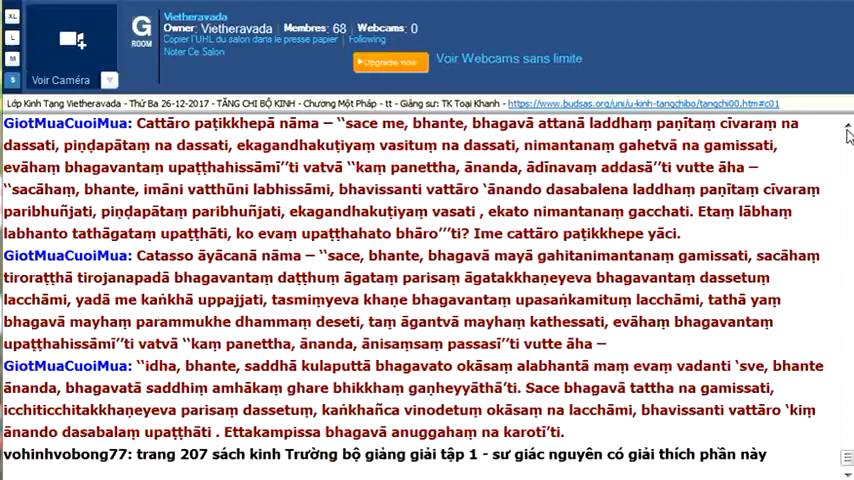 XL
L
M
S
Voir Caméra
G
ROOM
Vietheravada
Owner: Vietheravada Membres: 68 Webcams: 0
Copier l'URL du salon dans le presse papier Following
Noter Ce Salon
Upgrade now
Voir Webcams sans limite
Lớp Kinh Tạng Vietheravada - Thứ Ba 26-12-2017 - TĂNG CHI BỘ KINH - Chương Một Pháp - tt - Giảng sư: TK Toại Khanh - https://www.budsas.org/uni/u-kinh-tangchibo/tangchi00.htm#c01
GiotMuaCuoiMua: Cattāro paṭikkhepā nāma – ‘‘sace me, bhante, bhagavā attanā laddhaṃ paṇītaṃ cīvaraṃ na
dassati, piṇḍapātaṃ na dassati, ekagandhakuṭiyaṃ vasituṃ na dassati, nimantanaṃ gahetvā na gamissati,
evāhaṃ bhagavantaṃ upaṭṭhahissāmī’’ti vatvā ‘‘kaṃ panettha, ānanda, ādīnavaṃ addasā’’ti vutte āha –
‘‘sacāhaṃ, bhante, imāni vatthūni labhissāmi, bhavissanti vattāro ‘ānando dasabalena laddhaṃ paṇītaṃ cīvaraṃ
paribhuñjati, piṇḍapātaṃ paribhuñjati, ekagandhakuṭiyaṃ vasati , ekato nimantanaṃ gacchati. Etaṃ lābhaṃ
labhanto tathāgataṃ upaṭṭhāti, ko evaṃ upaṭṭhahato bhāro’’’ti? Ime cattāro paṭikkhepe yāci.
GiotMuaCuoiMua: Catasso āyācanā nāma – ‘‘sace, bhante, bhagavā mayā gahitanimantanaṃ gamissati, sacāhaṃ
tiroraṭṭhā tirojanapadā bhagavantaṃ daṭṭhuṃ āgataṃ parisaṃ āgatakkhaṇeyeva bhagavantaṃ dassetuṃ
lacchāmi, yadā me kaṅkhā uppajjati, tasmiṃyeva khaṇe bhagavantaṃ upasaṅkamituṃ lacchāmi, tathā yaṃ
bhagavā mayhaṃ parammukhe dhammaṃ deseti, taṃ āgantvā mayhaṃ kathessati, evāhaṃ bhagavantaṃ
upaṭṭhahissāmī’’ti vatvā ‘‘kaṃ panettha, ānanda, ānisaṃsaṃ passasī’’ti vutte āha –
GiotMuaCuoiMua: ‘‘idha, bhante, saddhā kulaputtā bhagavato okāsaṃ alabhantā maṃ evaṃ vadanti ‘sve, bhante
ānanda, bhagavatā saddhiṃ amhākaṃ ghare bhikkhaṃ gaṇheyyāthā’ti. Sace bhagavā tattha na gamissati,
icchiticchitakkhaṇeyeva parisaṃ dassetuṃ, kaṅkhañca vinodetuṃ okāsaṃ na lacchāmi, bhavissanti vattāro ‘kiṃ
ānando dasabalaṃ upaṭṭhāti . Ettakampissa bhagavā anuggahaṃ na karotī’ti.
vohinhvobong77: trang 207 sách kinh Trường bộ giảng giải tập 1 - sư giác nguyên có giải thích phần này